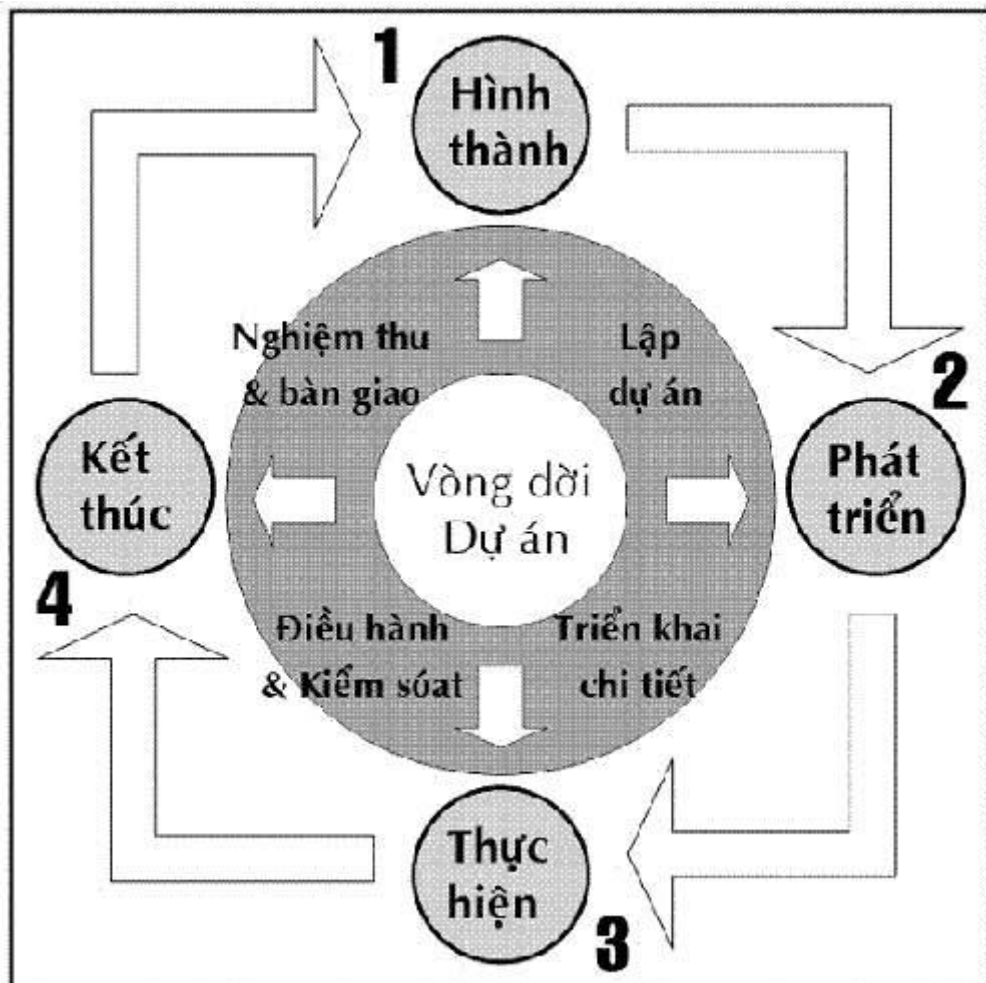 1
Hình
thành
Nghiệm thu
& bàn giao
Lập
dự án
2
Kết
thúc
Vòng dời
Dự án
Phát
triển
4
Điều hành
& Kiểm sóat
Triển khai
chi tiết
Thực
hiện
3